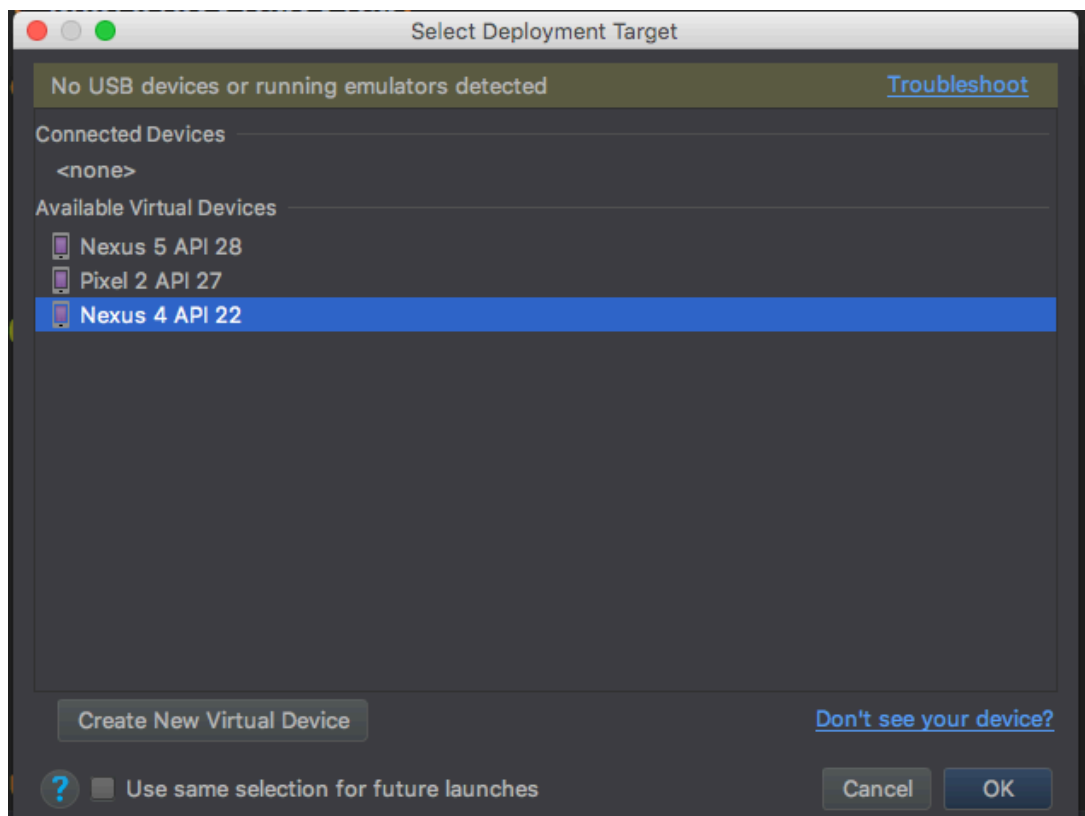 Select Deployment Target
No USB devices or running emulators detected Troubleshoot
Connected Devices
<none>
Available Virtual Devices
Nexus 5 API 28
Pixel 2 API 27
Nexus 4 API 22
Create New Virtual Device Don't see your device?
? Use same selection for future launches Cancel OK